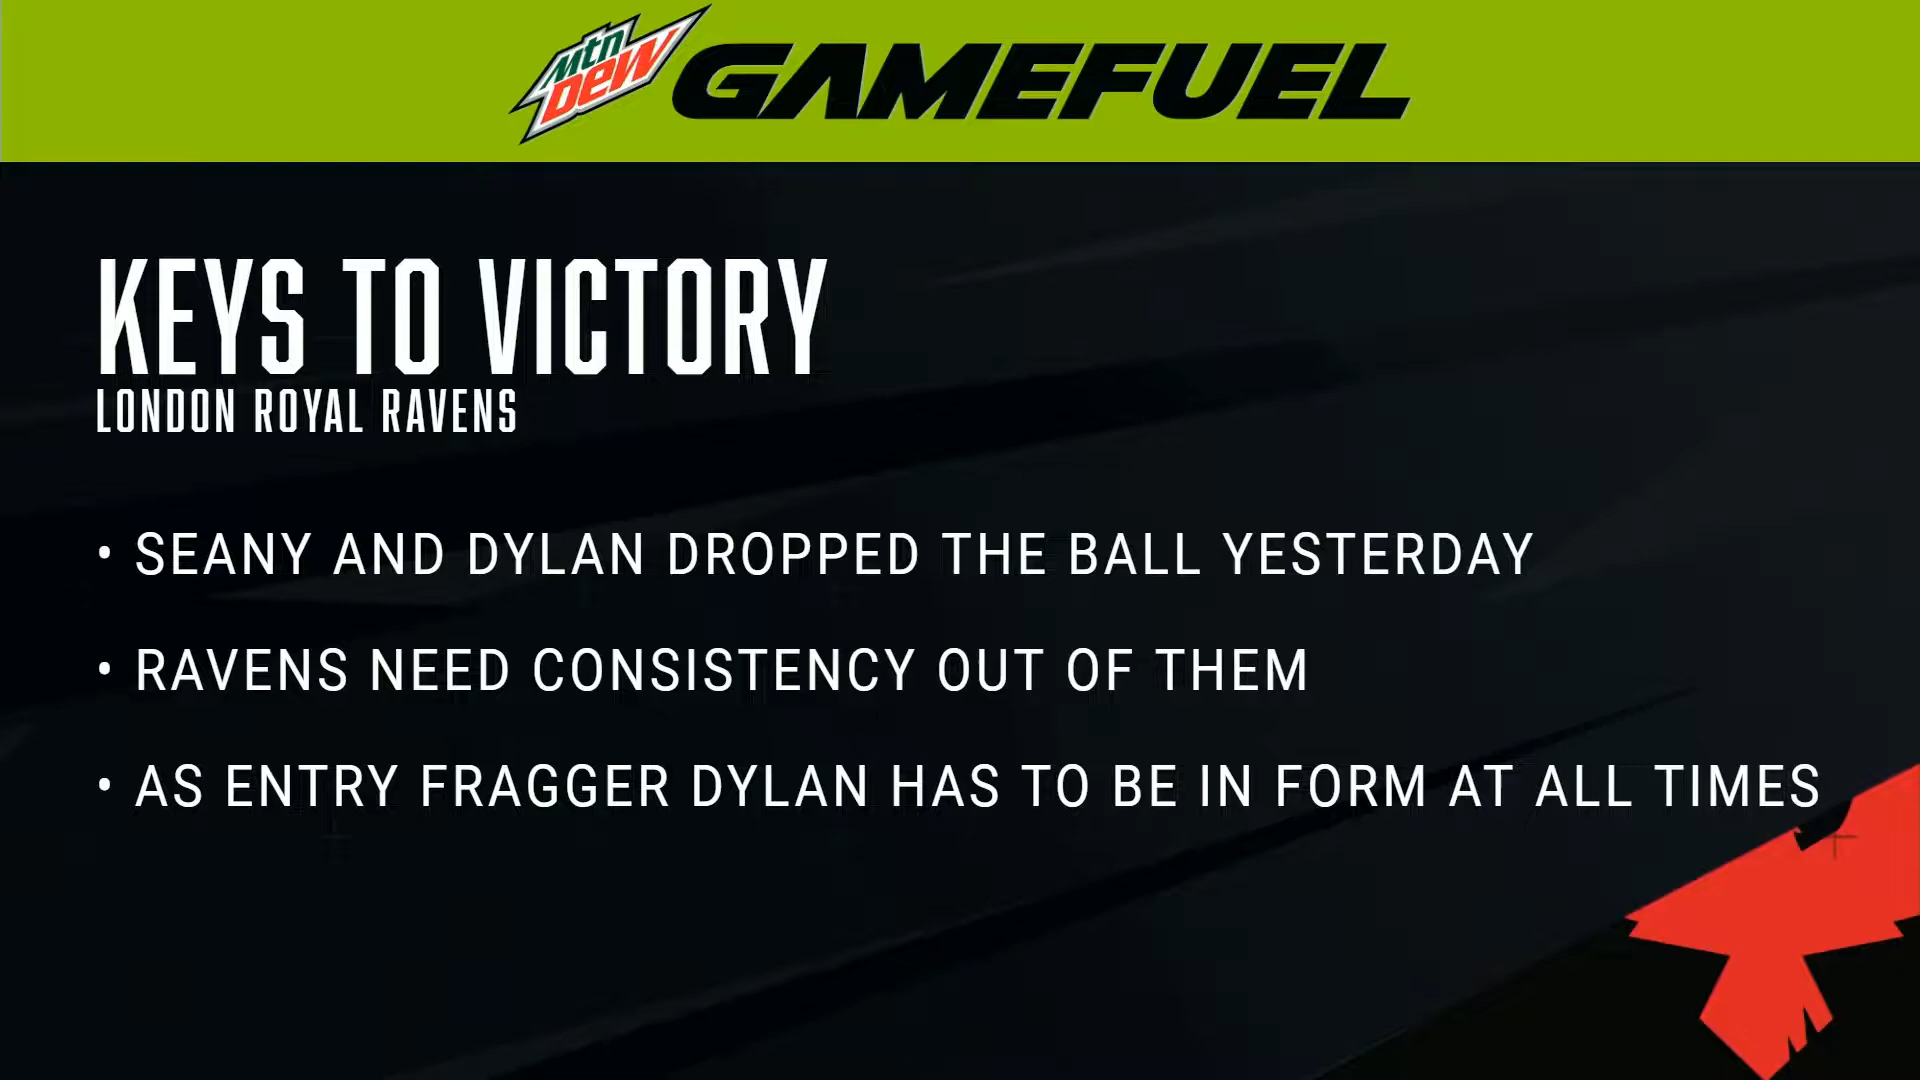 mtn DEW GAMEFUEL
KEYS TO VICTORY
LONDON ROYAL RAVENS
• SEANY AND DYLAN DROPPED THE BALL YESTERDAY
• RAVENS NEED CONSISTENCY OUT OF THEM
• AS ENTRY FRAGGER DYLAN HAS TO BE IN FORM AT ALL TIMES